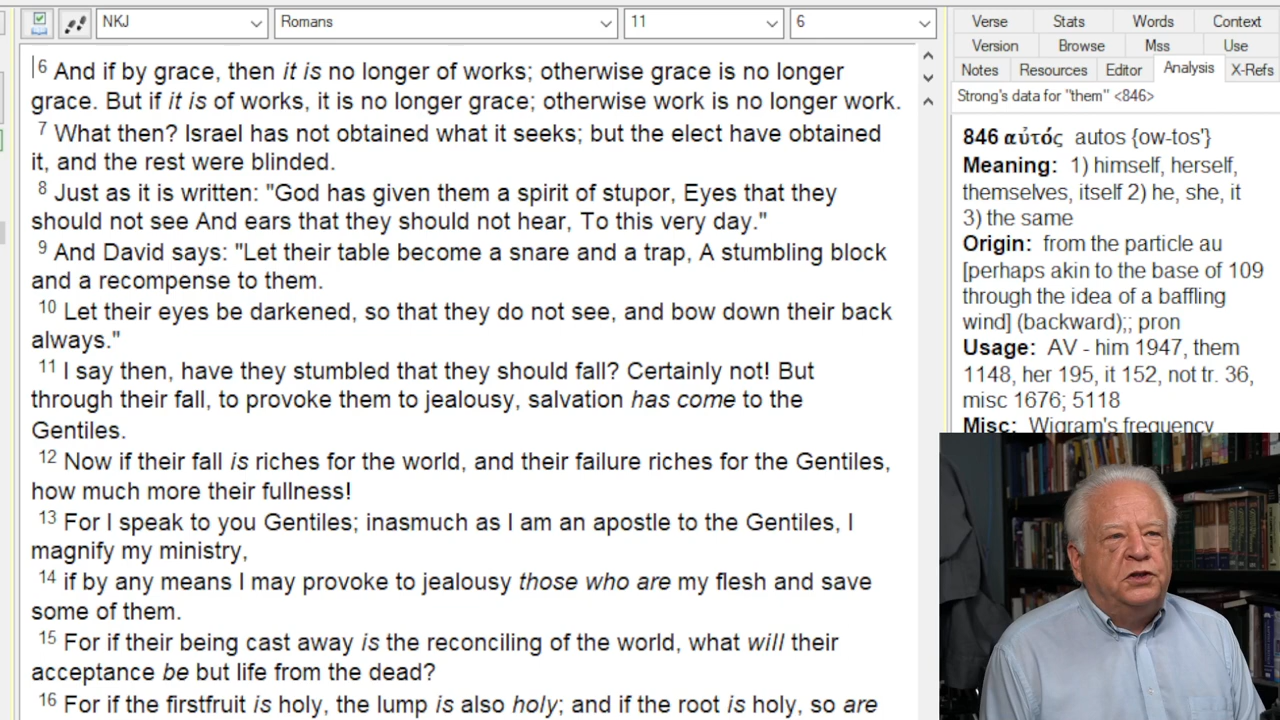 NKJ Romans 11 6
6 And if by grace, then it is no longer of works; otherwise grace is no longer
grace. But if it is of works, it is no longer grace; otherwise work is no longer work.
7 What then? Israel has not obtained what it seeks; but the elect have obtained
it, and the rest were blinded.
8 Just as it is written: "God has given them a spirit of stupor, Eyes that they
should not see And ears that they should not hear, To this very day."
9 And David says: "Let their table become a snare and a trap, A stumbling block
and a recompense to them.
10 Let their eyes be darkened, so that they do not see, and bow down their back
always."
11 I say then, have they stumbled that they should fall? Certainly not! But
through their fall, to provoke them to jealousy, salvation has come to the
Gentiles.
12 Now if their fall is riches for the world, and their failure riches for the Gentiles,
how much more their fullness!
13 For I speak to you Gentiles; inasmuch as I am an apostle to the Gentiles, I
magnify my ministry,
14 if by any means I may provoke to jealousy those who are my flesh and save
some of them.
15 For if their being cast away is the reconciling of the world, what will their
acceptance be but life from the dead?
16 For if the firstfruit is holy, the lump is also holy; and if the root is holy, so are
Verse Stats Words Context
Version Browse Mss Use
Notes Resources Editor Analysis X-Refs
Strong's data for "them" <846>
846 αὐτός autos {ow-tos'}
Meaning: 1) himself, herself,
themselves, itself 2) he, she, it
3) the same
Origin: from the particle au
[perhaps akin to the base of 109
through the idea of a baffling
wind] (backward);; pron
Usage: AV - him 1947, them
1148, her 195, it 152, not tr. 36,
misc 1676; 5118
Misc: Wigram's frequency